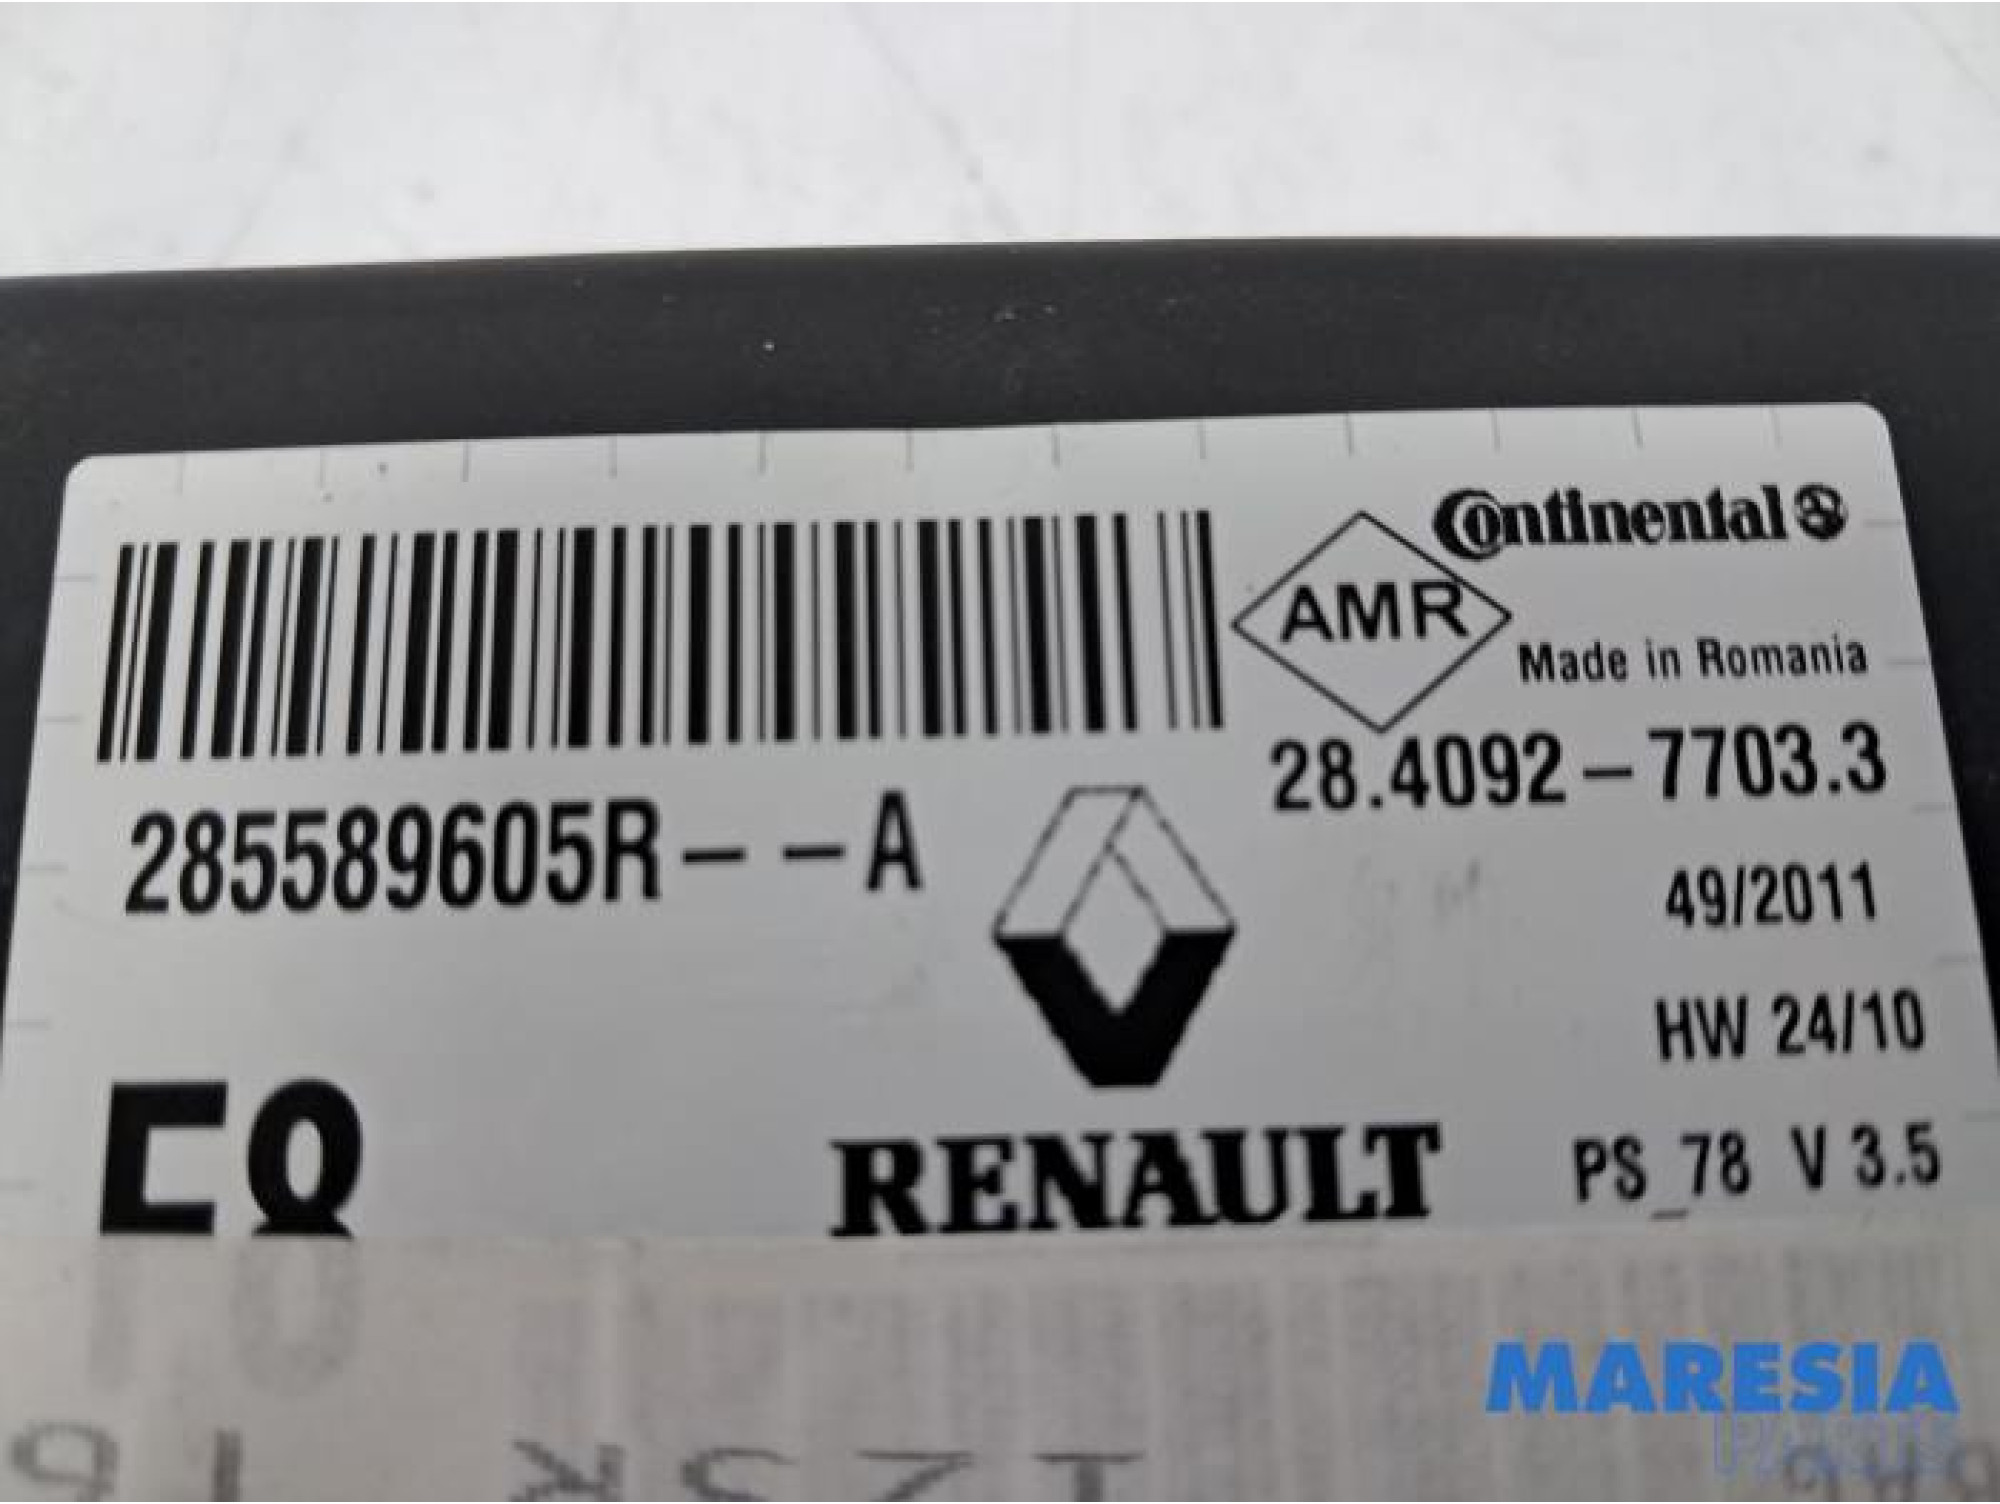 Continental
AMR
Made in Romania
28.4092-7703.3
285589605R--A
49/2011
HW 24/10
RENAULT
PS_78 V 3.5
MARESIA
PARTS